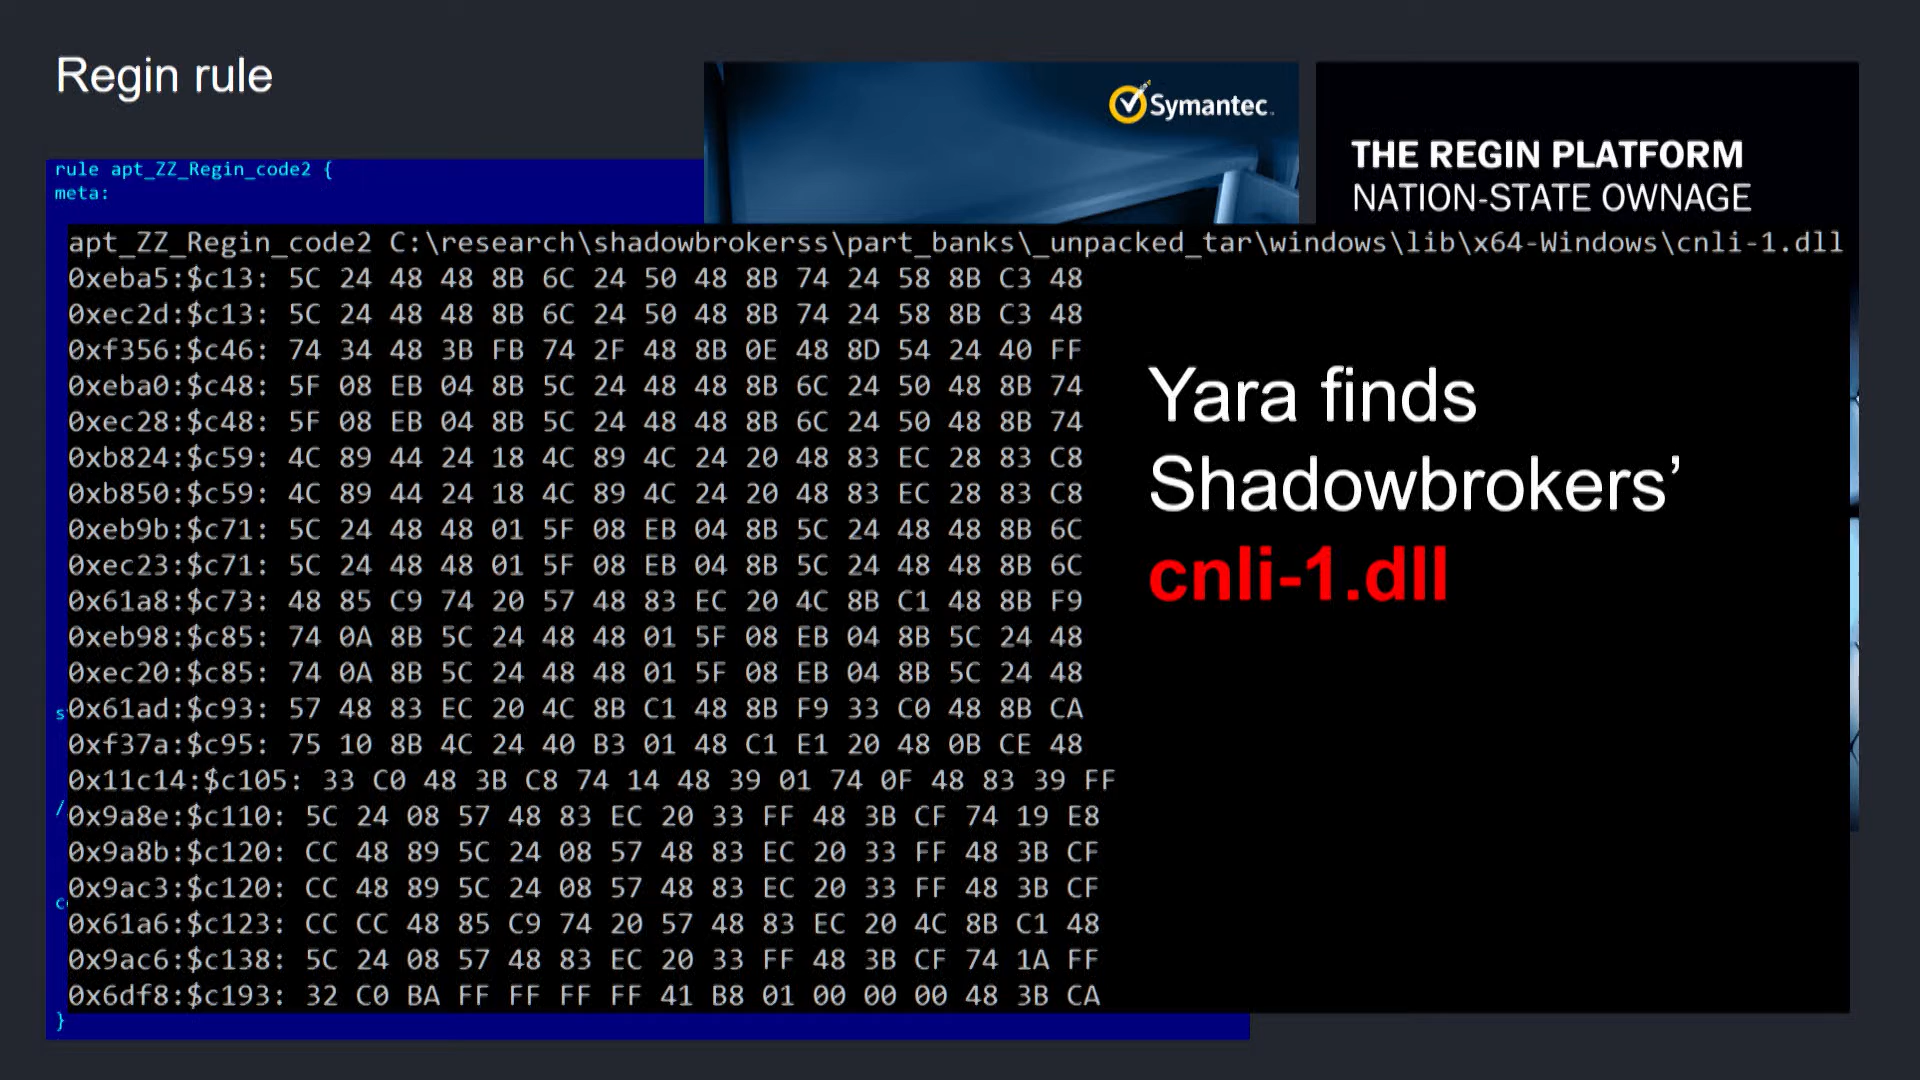 Regin rule
Symantec.
THE REGIN PLATFORM
NATION-STATE OWNAGE
rule apt_ZZ_Regin_code2 {
meta:
apt_ZZ_Regin_code2 C:\research\shadowbrokerss\part_banks\_unpacked_tar\windows\lib\x64-Windows\cnli-1.dll
0xeba5:$c13: 5C 24 48 48 8B 6C 24 50 48 8B 74 24 58 8B C3 48
0xec2d:$c13: 5C 24 48 48 8B 6C 24 50 48 8B 74 24 58 8B C3 48
0xf356:$c46: 74 34 48 3B FB 74 2F 48 8B 0E 48 8D 54 24 40 FF
0xeba0:$c48: 5F 08 EB 04 8B 5C 24 48 48 8B 6C 24 50 48 8B 74
0xec28:$c48: 5F 08 EB 04 8B 5C 24 48 48 8B 6C 24 50 48 8B 74
0xb824:$c59: 4C 89 44 24 18 4C 89 4C 24 20 48 83 EC 28 83 C8
0xb850:$c59: 4C 89 44 24 18 4C 89 4C 24 20 48 83 EC 28 83 C8
0xeb9b:$c71: 5C 24 48 48 01 5F 08 EB 04 8B 5C 24 48 48 8B 6C
0xec23:$c71: 5C 24 48 48 01 5F 08 EB 04 8B 5C 24 48 48 8B 6C
0x61a8:$c73: 48 85 C9 74 20 57 48 83 EC 20 4C 8B C1 48 8B F9
0xeb98:$c85: 74 0A 8B 5C 24 48 48 01 5F 08 EB 04 8B 5C 24 48
0xec20:$c85: 74 0A 8B 5C 24 48 48 01 5F 08 EB 04 8B 5C 24 48
s
0x61ad:$c93: 57 48 83 EC 20 4C 8B C1 48 8B F9 33 C0 48 8B CA
0xf37a:$c95: 75 10 8B 4C 24 40 B3 01 48 C1 E1 20 48 0B CE 48
0x11c14:$c105: 33 C0 48 3B C8 74 14 48 39 01 74 0F 48 83 39 FF
/
0x9a8e:$c110: 5C 24 08 57 48 83 EC 20 33 FF 48 3B CF 74 19 E8
0x9a8b:$c120: CC 48 89 5C 24 08 57 48 83 EC 20 33 FF 48 3B CF
0x9ac3:$c120: CC 48 89 5C 24 08 57 48 83 EC 20 33 FF 48 3B CF
c
0x61a6:$c123: CC CC 48 85 C9 74 20 57 48 83 EC 20 4C 8B C1 48
0x9ac6:$c138: 5C 24 08 57 48 83 EC 20 33 FF 48 3B CF 74 1A FF
0x6df8:$c193: 32 C0 BA FF FF FF FF 41 B8 01 00 00 00 48 3B CA
}
Yara finds
Shadowbrokers’
cnli-1.dll